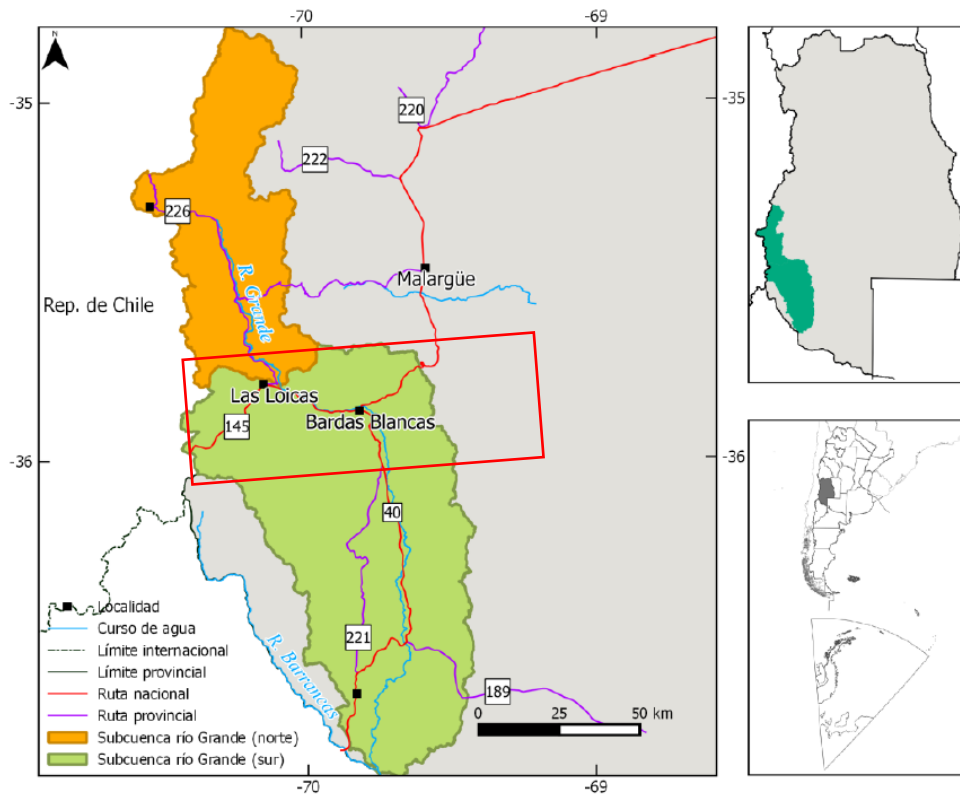 -70
-69
N
-35
-35
220
222
226
R. Grande
Malargüe
Rep. de Chile
Las Loicas
145
Bardas Blancas
-36
-36
40
Localidad
Curso de agua
Límite internacional
Límite provincial
Ruta nacional
Ruta provincial
Subcuenca río Grande (norte)
Subcuenca río Grande (sur)
R. Barrancas
221
189
0 25 50 km
-70
-69